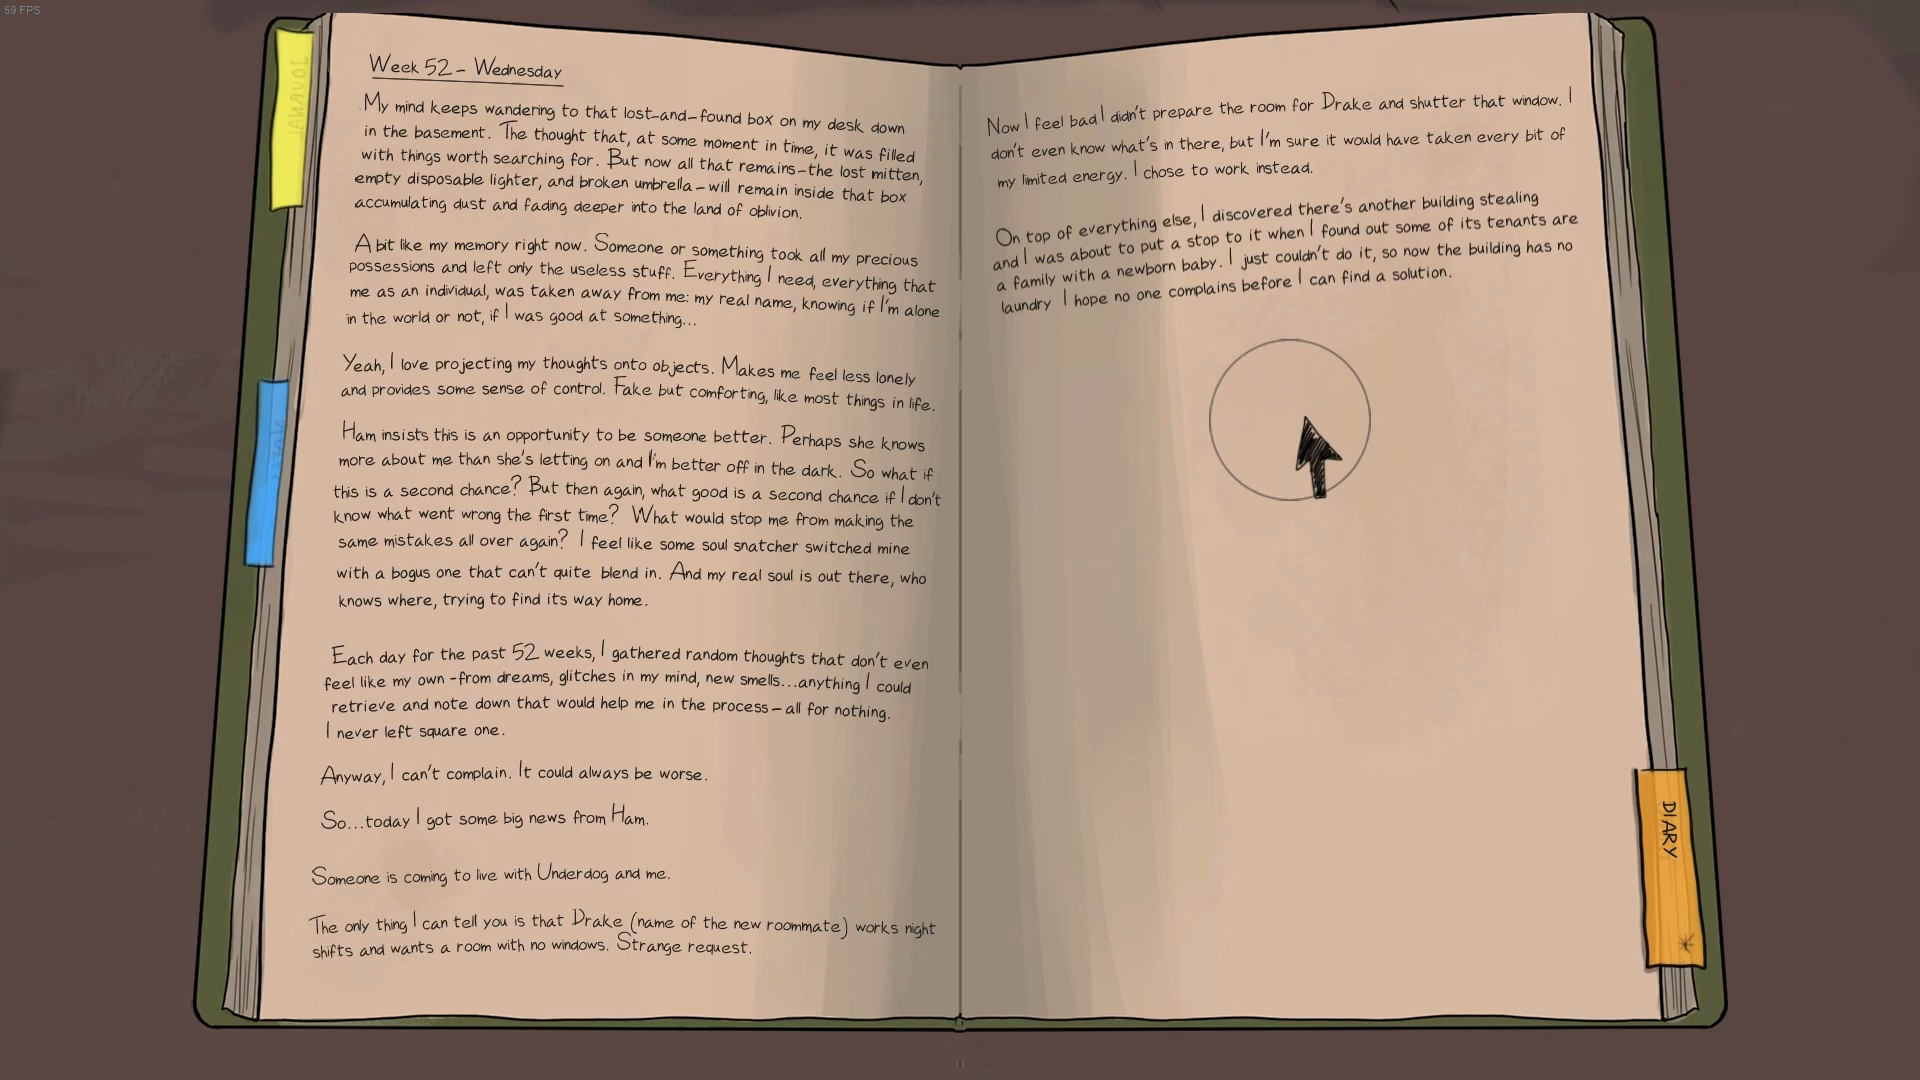 59 FPS
JOURNAL
Week 52 - Wednesday
My mind keeps wandering to that lost-and-found box on my desk down
in the basement. The thought that, at some moment in time, it was filled
with things worth searching for. But now all that remains-the lost mitten,
empty disposable lighter, and broken umbrella-will remain inside that box
accumulating dust and fading deeper into the land of oblivion.
A bit like my memory right now. Someone or something took all my precious
possessions and left only the useless stuff. Everything I need, everything that
me as an individual, was taken away from me: my real name, knowing if I'm alone
in the world or not, if I was good at something...
Yeah, I love projecting my thoughts onto objects. Makes me feel less lonely
and provides some sense of control. Fake but comforting, like most things in life.
Ham insists this is an opportunity to be someone better. Perhaps she knows
more about me than she's letting on and I'm better off in the dark. So what if
this is a second chance? But then again, what good is a second chance if I don't
know what went wrong the first time? What would stop me from making the
same mistakes all over again? I feel like some soul snatcher switched mine
with a bogus one that can't quite blend in. And my real soul is out there, who
knows where, trying to find its way home.
Each day for the past 52 weeks, I gathered random thoughts that don't even
feel like my own -from dreams, glitches in my mind, new smells...anything I could
retrieve and note down that would help me in the process-all for nothing.
I never left square one.
Anyway, I can't complain. It could always be worse.
So...today I got some big news from Ham.
Someone is coming to live with Underdog and me.
The only thing I can tell you is that Drake (name of the new roommate) works night
shifts and wants a room with no windows. Strange request.
Now I feel bad I didn't prepare the room for Drake and shutter that window. I
don't even know what's in there, but I'm sure it would have taken every bit of
my limited energy. I chose to work instead.
On top of everything else, I discovered there's another building stealing
and I was about to put a stop to it when I found out some of its tenants are
a family with a newborn baby. I just couldn't do it, so now the building has no
laundry I hope no one complains before I can find a solution.
DIARY